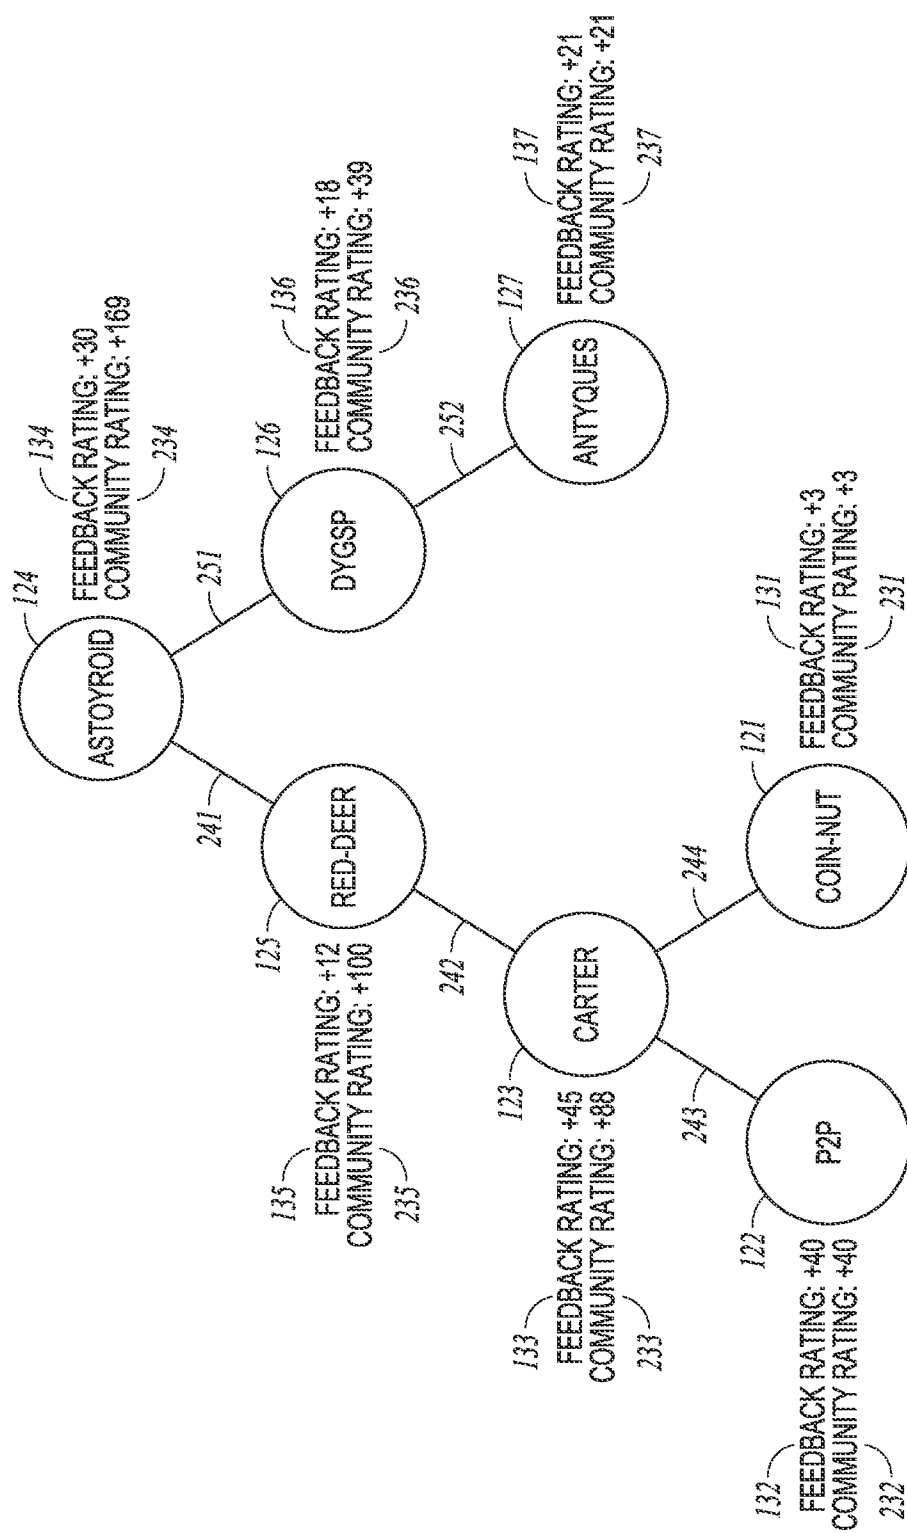 124
ASTOYROID
134
FEEDBACK RATING: +30
COMMUNITY RATING: +169
234
241
251
125
RED-DEER
135
FEEDBACK RATING: +12
COMMUNITY RATING: +100
235
126
DYGSP
136
FEEDBACK RATING: +18
COMMUNITY RATING: +39
236
242
252
123
CARTER
133
FEEDBACK RATING: +45
COMMUNITY RATING: +88
233
127
ANTYQUES
137
FEEDBACK RATING: +21
COMMUNITY RATING: +21
237
243
244
122
P2P
132
FEEDBACK RATING: +40
COMMUNITY RATING: +40
232
121
COIN-NUT
131
FEEDBACK RATING: +3
COMMUNITY RATING: +3
231